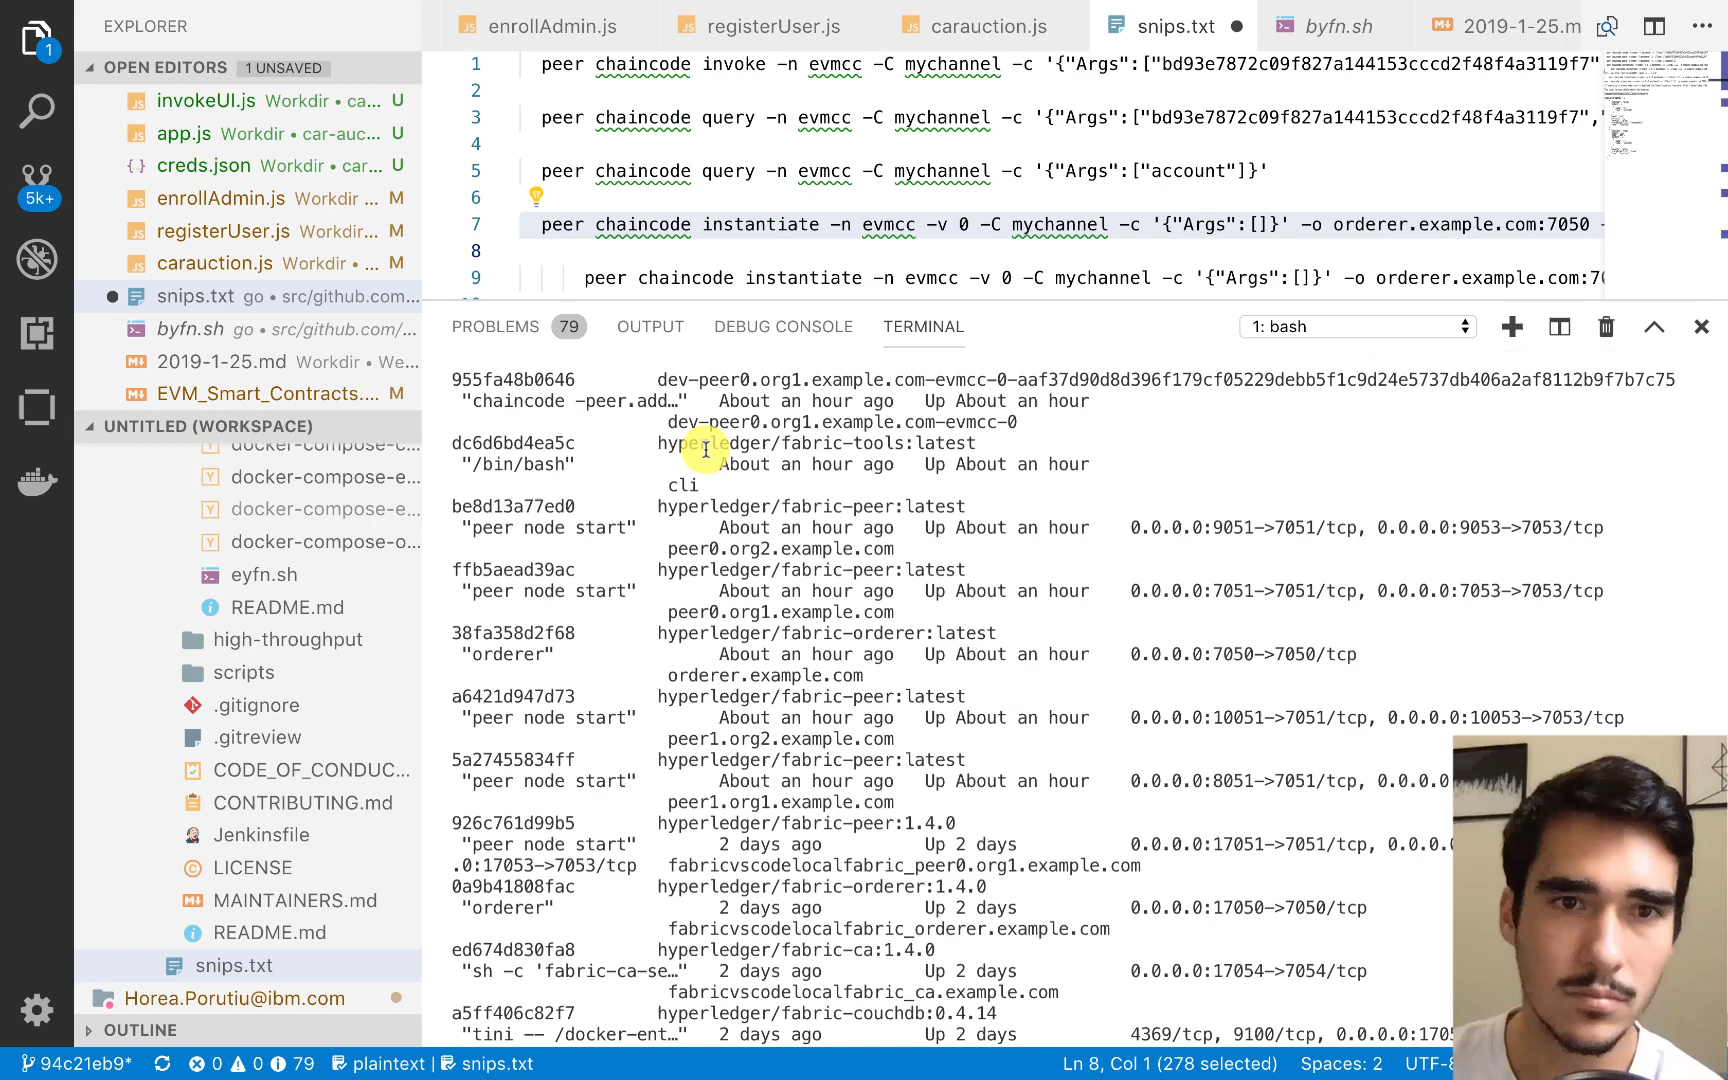 EXPLORER
enrollAdmin.js
registerUser.js
carauction.js
snips.txt
byfn.sh
2019-1-25.m
1
OPEN EDITORS 1 UNSAVED
invokeUI.js Workdir • ca... U
app.js Workdir • car-auc... U
creds.json Workdir • car... U
enrollAdmin.js Workdir ... M
registerUser.js Workdir... M
carauction.js Workdir • ... M
snips.txt go • src/github.com...
byfn.sh go • src/github.com/...
2019-1-25.md Workdir • We...
EVM_Smart_Contracts.... M
5k+
UNTITLED (WORKSPACE)
docker-compose-c...
docker-compose-e...
docker-compose-e...
docker-compose-o...
eyfn.sh
README.md
high-throughput
scripts
.gitignore
.gitreview
CODE_OF_CONDUC...
CONTRIBUTING.md
Jenkinsfile
LICENSE
MAINTAINERS.md
README.md
snips.txt
Horea.Porutiu@ibm.com
OUTLINE
1 peer chaincode invoke -n evmcc -C mychannel -c '{"Args":["bd93e7872c09f827a144153cccd2f48f4a3119f7"
2
3 peer chaincode query -n evmcc -C mychannel -c '{"Args":["bd93e7872c09f827a144153cccd2f48f4a3119f7","
4
5 peer chaincode query -n evmcc -C mychannel -c '{"Args":["account"]}'
6
7 peer chaincode instantiate -n evmcc -v 0 -C mychannel -c '{"Args":[]}' -o orderer.example.com:7050 -
8
9 peer chaincode instantiate -n evmcc -v 0 -C mychannel -c '{"Args":[]}' -o orderer.example.com:70
PROBLEMS 79 OUTPUT DEBUG CONSOLE TERMINAL 1: bash
955fa48b0646 dev-peer0.org1.example.com-evmcc-0-aaf37d90d8d396f179cf05229debb5f1c9d24e5737db406a2af8112b9f7b7c75
"chaincode -peer.add…" About an hour ago Up About an hour
dev-peer0.org1.example.com-evmcc-0
dc6d6bd4ea5c hyperledger/fabric-tools:latest
"/bin/bash" About an hour ago Up About an hour
cli
be8d13a77ed0 hyperledger/fabric-peer:latest
"peer node start" About an hour ago Up About an hour 0.0.0.0:9051->7051/tcp, 0.0.0.0:9053->7053/tcp
peer0.org2.example.com
ffb5aead39ac hyperledger/fabric-peer:latest
"peer node start" About an hour ago Up About an hour 0.0.0.0:7051->7051/tcp, 0.0.0.0:7053->7053/tcp
peer0.org1.example.com
38fa358d2f68 hyperledger/fabric-orderer:latest
"orderer" About an hour ago Up About an hour 0.0.0.0:7050->7050/tcp
orderer.example.com
a6421d947d73 hyperledger/fabric-peer:latest
"peer node start" About an hour ago Up About an hour 0.0.0.0:10051->7051/tcp, 0.0.0.0:10053->7053/tcp
peer1.org2.example.com
5a27455834ff hyperledger/fabric-peer:latest
"peer node start" About an hour ago Up About an hour 0.0.0.0:8051->7051/tcp, 0.0.0.
peer1.org1.example.com
926c761d99b5 hyperledger/fabric-peer:1.4.0
"peer node start" 2 days ago Up 2 days 0.0.0.0:17051->7051/tcp, 0.0.0.
.0:17053->7053/tcp fabricvscodelocalfabric_peer0.org1.example.com
0a9b41808fac hyperledger/fabric-orderer:1.4.0
"orderer" 2 days ago Up 2 days 0.0.0.0:17050->7050/tcp
fabricvscodelocalfabric_orderer.example.com
ed674d830fa8 hyperledger/fabric-ca:1.4.0
"sh -c 'fabric-ca-se…" 2 days ago Up 2 days 0.0.0.0:17054->7054/tcp
fabricvscodelocalfabric_ca.example.com
a5ff406c82f7 hyperledger/fabric-couchdb:0.4.14
"tini -- /docker-ent…" 2 days ago Up 2 days 4369/tcp, 9100/tcp, 0.0.0.0:1705
94c21eb9* 0 0 79 plaintext | snips.txt Ln 8, Col 1 (278 selected) Spaces: 2 UTF-8